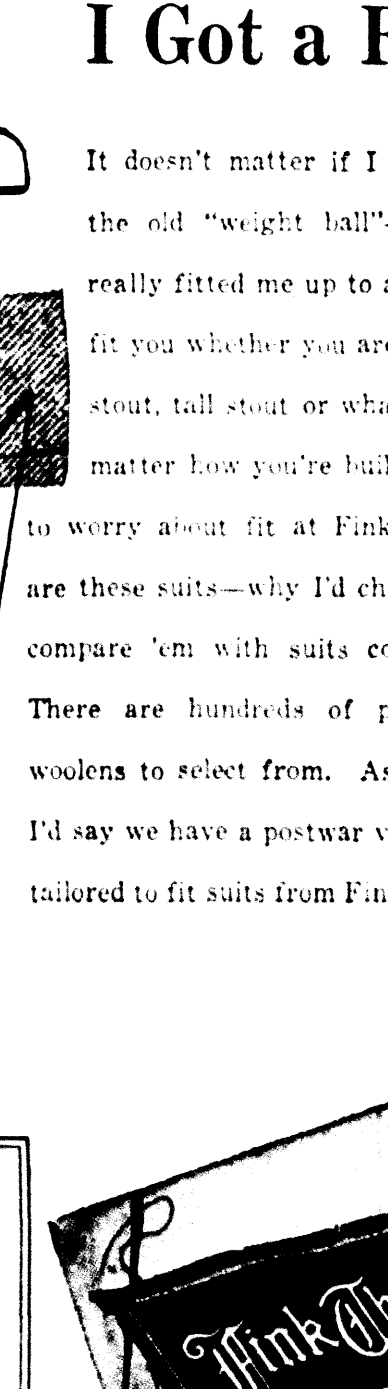 I Got a F
It doesn't matter if I
the old "weight ball"-
really fitted me up to a
fit you whether you are
stout, tall stout or wha
matter how you're buil
to worry about fit at Fink
are these suits—why I'd ch
compare 'em with suits co
There are hundreds of p
woolens to select from. As
I'd say we have a postwar v
tailored to fit suits from Fin
Fink Th